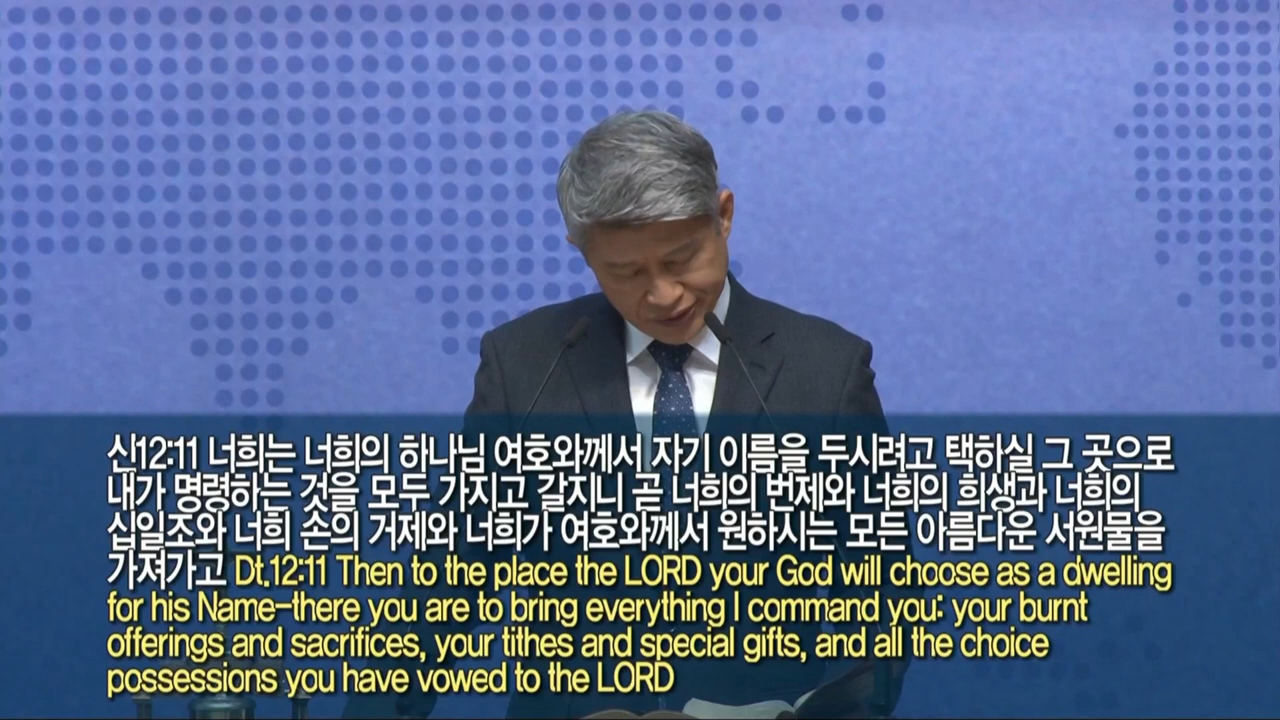 신12:11 너희는 너희의 하나님 여호와께서 자기 이름을 두시려고 택하실 그 곳으로
내가 명령하는 것을 모두 가지고 갈지니 곧 너희의 번제와 너희의 희생과 너희의
십일조와 너희 손의 거제와 너희가 여호와께서 원하시는 모든 아름다운 서원물을
가져가고 Dt.12:11 Then to the place the LORD your God will choose as a dwelling
for his Name-there you are to bring everything I command you: your burnt
offerings and sacrifices, your tithes and special gifts, and all the choice
possessions you have vowed to the LORD